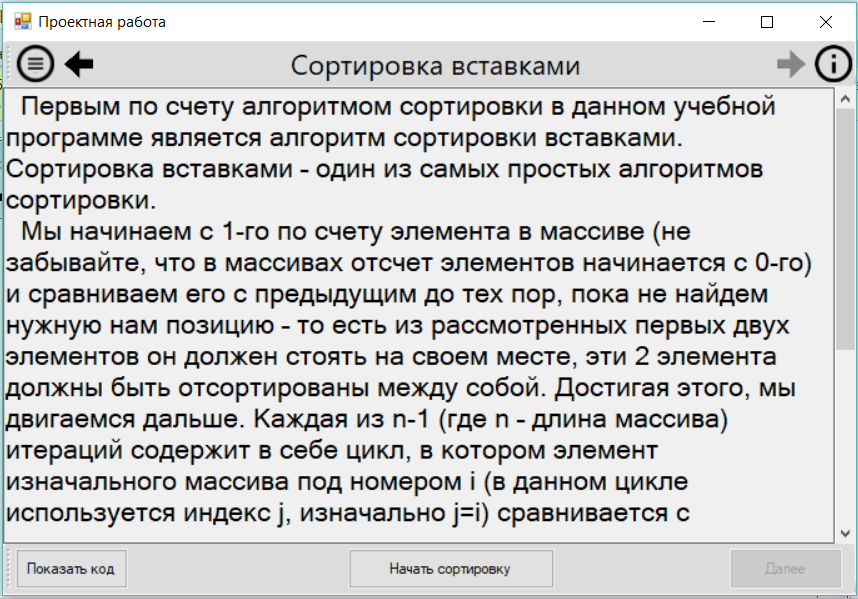 Проектная работа
Сортировка вставками
Первым по счету алгоритмом сортировки в данном учебной
программе является алгоритм сортировки вставками.
Сортировка вставками - один из самых простых алгоритмов
сортировки.
Мы начинаем с 1-го по счету элемента в массиве (не
забывайте, что в массивах отсчет элементов начинается с 0-го)
и сравниваем его с предыдущим до тех пор, пока не найдем
нужную нам позицию - то есть из рассмотренных первых двух
элементов он должен стоять на своем месте, эти 2 элемента
должны быть отсортированы между собой. Достигая этого, мы
двигаемся дальше. Каждая из n-1 (где n - длина массива)
итераций содержит в себе цикл, в котором элемент
изначального массива под номером i (в данном цикле
используется индекс j, изначально j=i) сравнивается с
Показать код
Начать сортировку
Далее